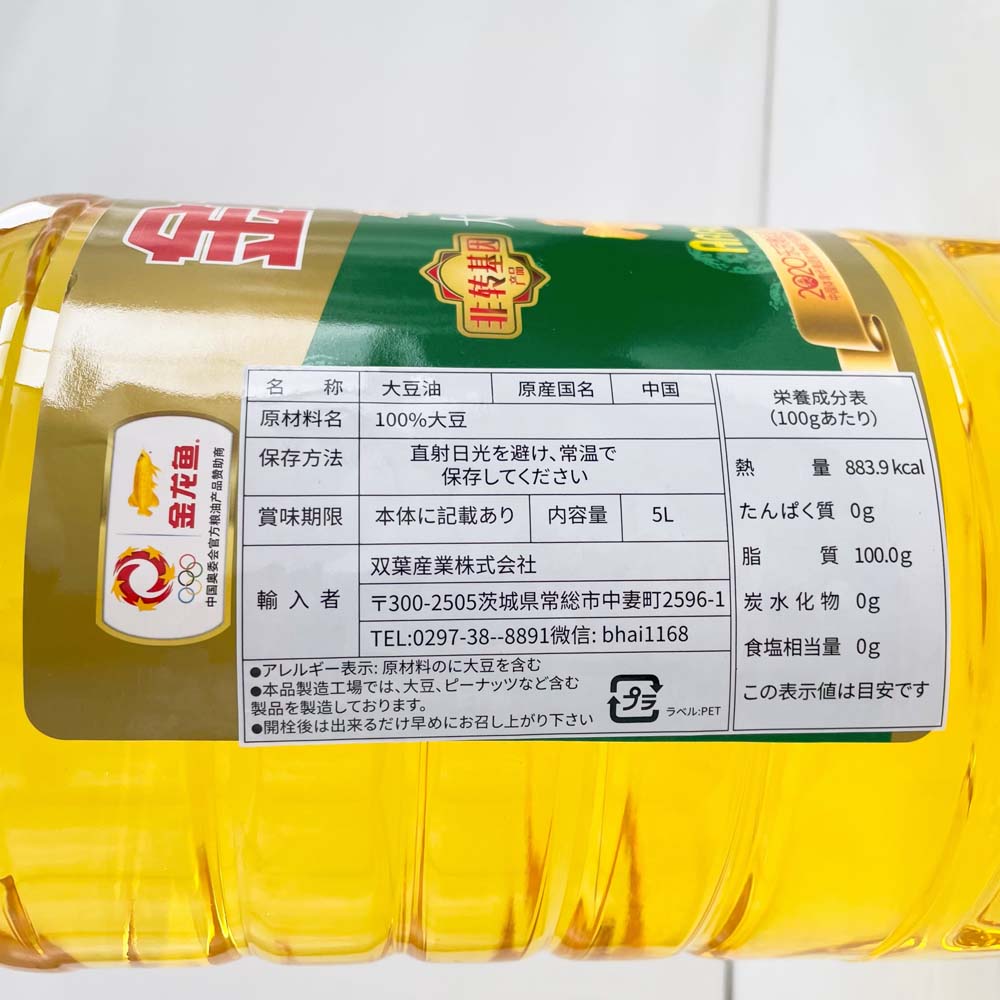 金
大
非转基因
产品
2020
金龙鱼®
中国奥委会官方粮油产品赞助商
名 称 大豆油 原産国名 中国
原材料名 100%大豆
保存方法 直射日光を避け、常温で
保存してください
賞味期限 本体に記載あり 内容量 5L
輸入者 双葉産業株式会社
〒300-2505茨城県常総市中妻町2596-1
TEL:0297-38--8891微信: bhai1168
●アレルギー表示: 原材料のに大豆を含む
●本品製造工場では、大豆、ピーナッツなど含む
製品を製造しております。
●開栓後は出来るだけ早めにお召し上がり下さい
プラ
ラベル:PET
栄養成分表
(100gあたり)
熱 量 883.9kcal
たんぱく質 0g
脂 質 100.0g
炭水化物 0g
食塩相当量 0g
この表示値は目安です